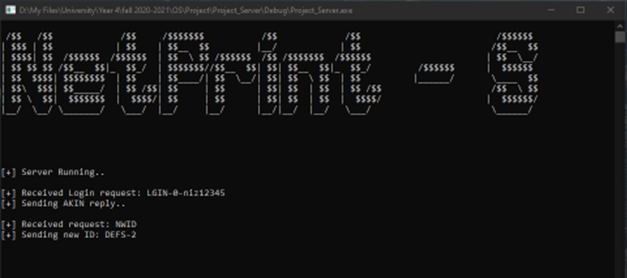 D:\My Files\University\Year 4\fall 2020-2021\OS\Project\Project_Server\Debug\Project_Server.exe
NetPrint - S
[+] Server Running..
[+] Received Login request: LGIN-0-niz12345
[+] Sending AKIN reply..
[+] Received request: NWID
[+] Sending new ID: DEFS-2